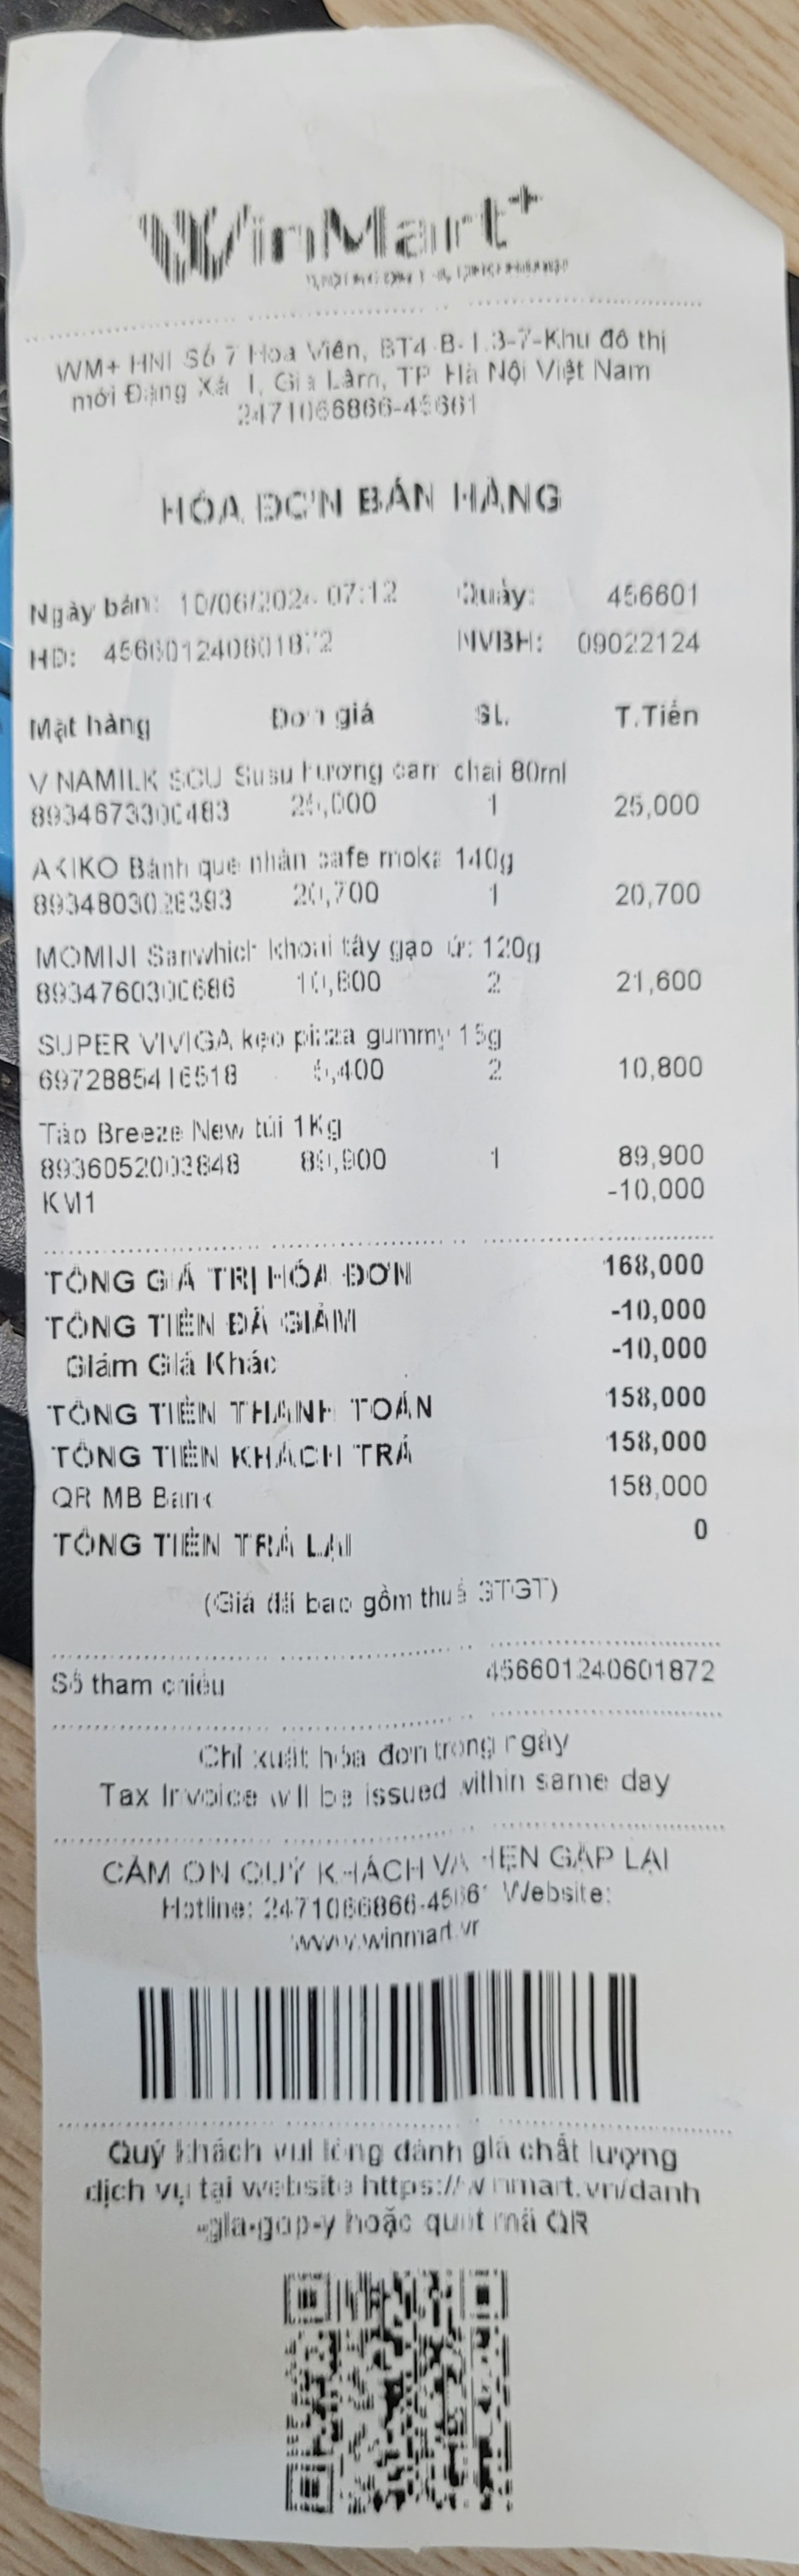 WinMart+
WM+ HNI Số 7 Hoa Viên, BT4-B-1.3-7-Khu đô thị
mới Đặng Xá I, Gia Lâm, TP. Hà Nội Việt Nam
2471066866-45661
HÓA ĐƠN BÁN HÀNG
Ngày bán: 10/06/2024 07:12 Quầy: 456601
HD: 456601240601872 NVBH: 09022124
Mặt hàng Đơn giá SL. T.Tiền
VINAMILK SCU Susu hương cam chai 80ml
8934673300483 25,000 1 25,000
AKIKO Bánh quế nhân cafe moka 140g
8934803028393 20,700 1 20,700
MOMIJI Sanwhich khoai tây gạo 120g
8934760300686 10,800 2 21,600
SUPER VIVIGA kẹo pizza gummy 15g
6972885416518 5,400 2 10,800
Táo Breeze New túi 1Kg
8936052003848 89,900 1 89,900
KM1 -10,000
TỔNG GIÁ TRỊ HÓA ĐƠN 168,000
TỔNG TIỀN ĐÃ GIẢM -10,000
Giảm Giá Khác -10,000
TỔNG TIỀN THANH TOÁN 158,000
TỔNG TIỀN KHÁCH TRẢ 158,000
QR MB Bank 158,000
TỔNG TIỀN TRẢ LẠI 0
(Giá đã bao gồm thuế GTGT)
Số tham chiếu 456601240601872
Chỉ xuất hóa đơn trong ngày
Tax Invoice will be issued within same day
CẢM ƠN QUÝ KHÁCH VÀ HẸN GẶP LẠI
Hotline: 2471066866-45661 Website:
www.winmart.vn
Quý khách vui lòng đánh giá chất lượng
dịch vụ tại website https://winmart.vn/danh
-gia-gop-y hoặc quét mã QR